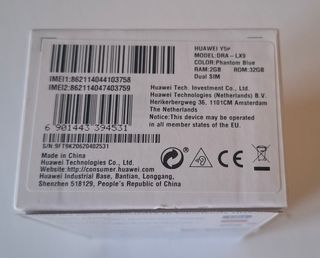 HUAWEI Y5p
MODEL:DRA-LX9
COLOR:Phantom Blue
RAM:2GB ROM:32GB
Dual SIM
IMEI1:862114044103758
IMEI2:862114047403759
Huawei Tech. Investment Co., Ltd.
Huawei Technologies (Netherlands) B.V.
Herikerbergweg 36, 1101CM Amsterdam
The Netherlands
Notice:This device may be operated
in all member states of the EU.
6 901443 394531
S/N:9FT9K20620402531
Made in China
Huawei Technologies Co., Ltd.
Website:http://consumer.huawei.com
Huawei Industrial Base, Bantian, Longgang,
Shenzhen 518129, People's Republic of China
CE